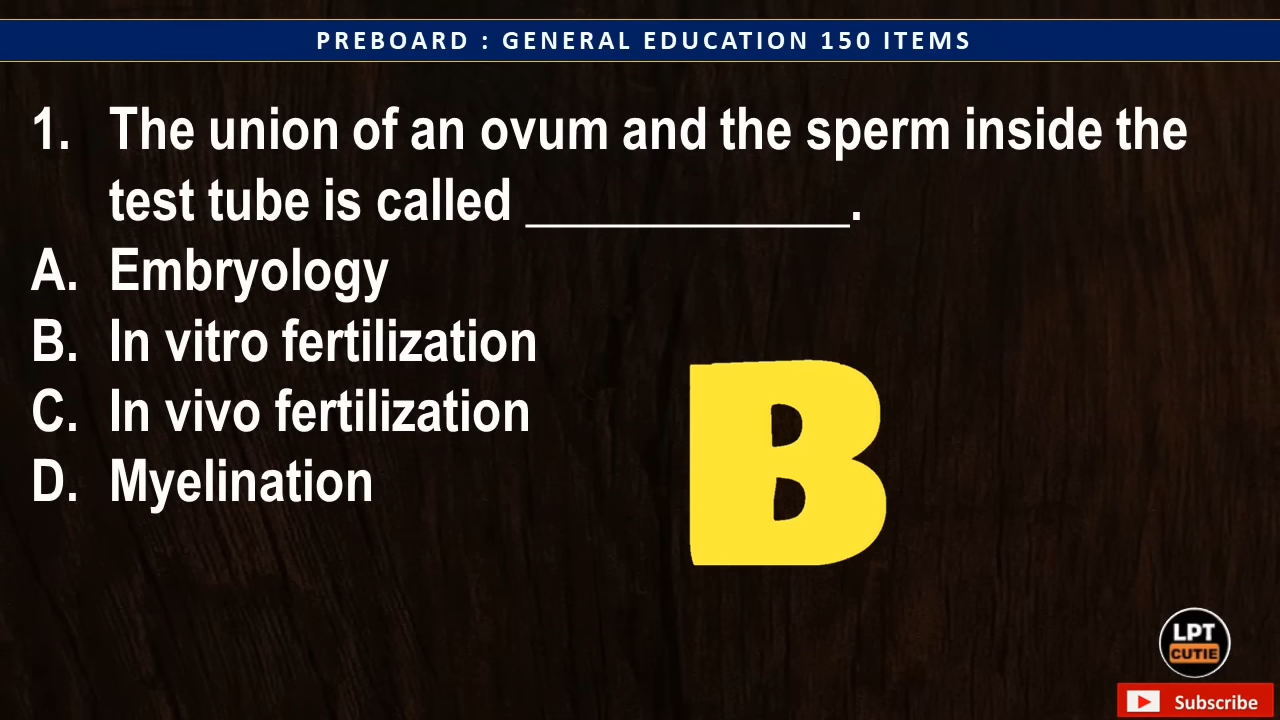 PREBOARD : GENERAL EDUCATION 150 ITEMS
1. The union of an ovum and the sperm inside the
test tube is called ____________.
A. Embryology
B. In vitro fertilization
C. In vivo fertilization
D. Myelination
B
LPT
CUTIE
Subscribe